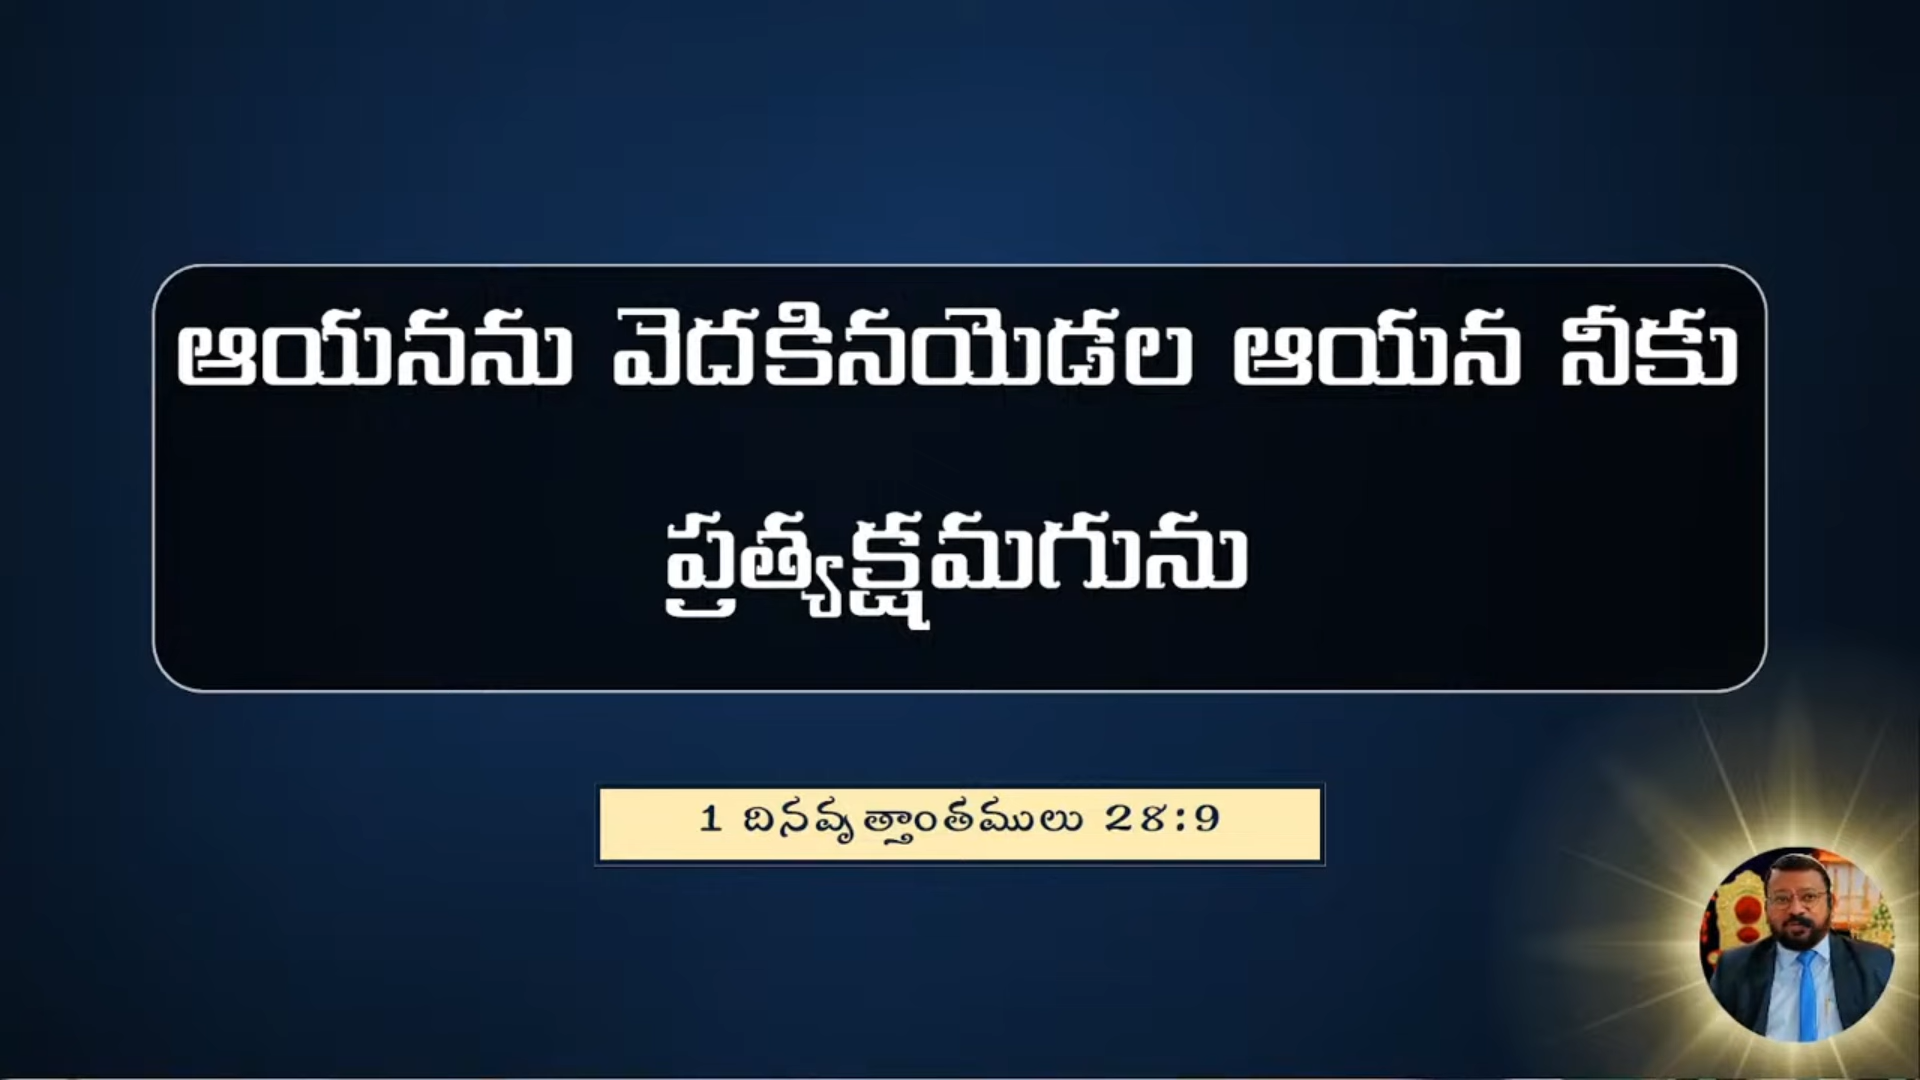 ఆయనను వెదకినయెడల ఆయన నీకు
ప్రత్యక్షమగును
1 దినవృత్తాంతములు 28:9